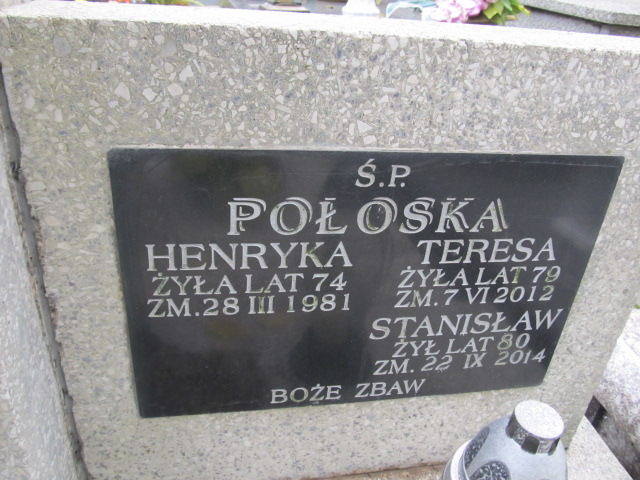 Ś.P.
POŁOSKA
HENRYKA
ŻYŁA LAT 74
ZM. 28 III 1981
TERESA
ŻYŁA LAT 79
ZM. 7 VI 2012
STANISŁAW
ŻYŁ LAT 80
ZM. 22 IX 2014
BOŻE ZBAW